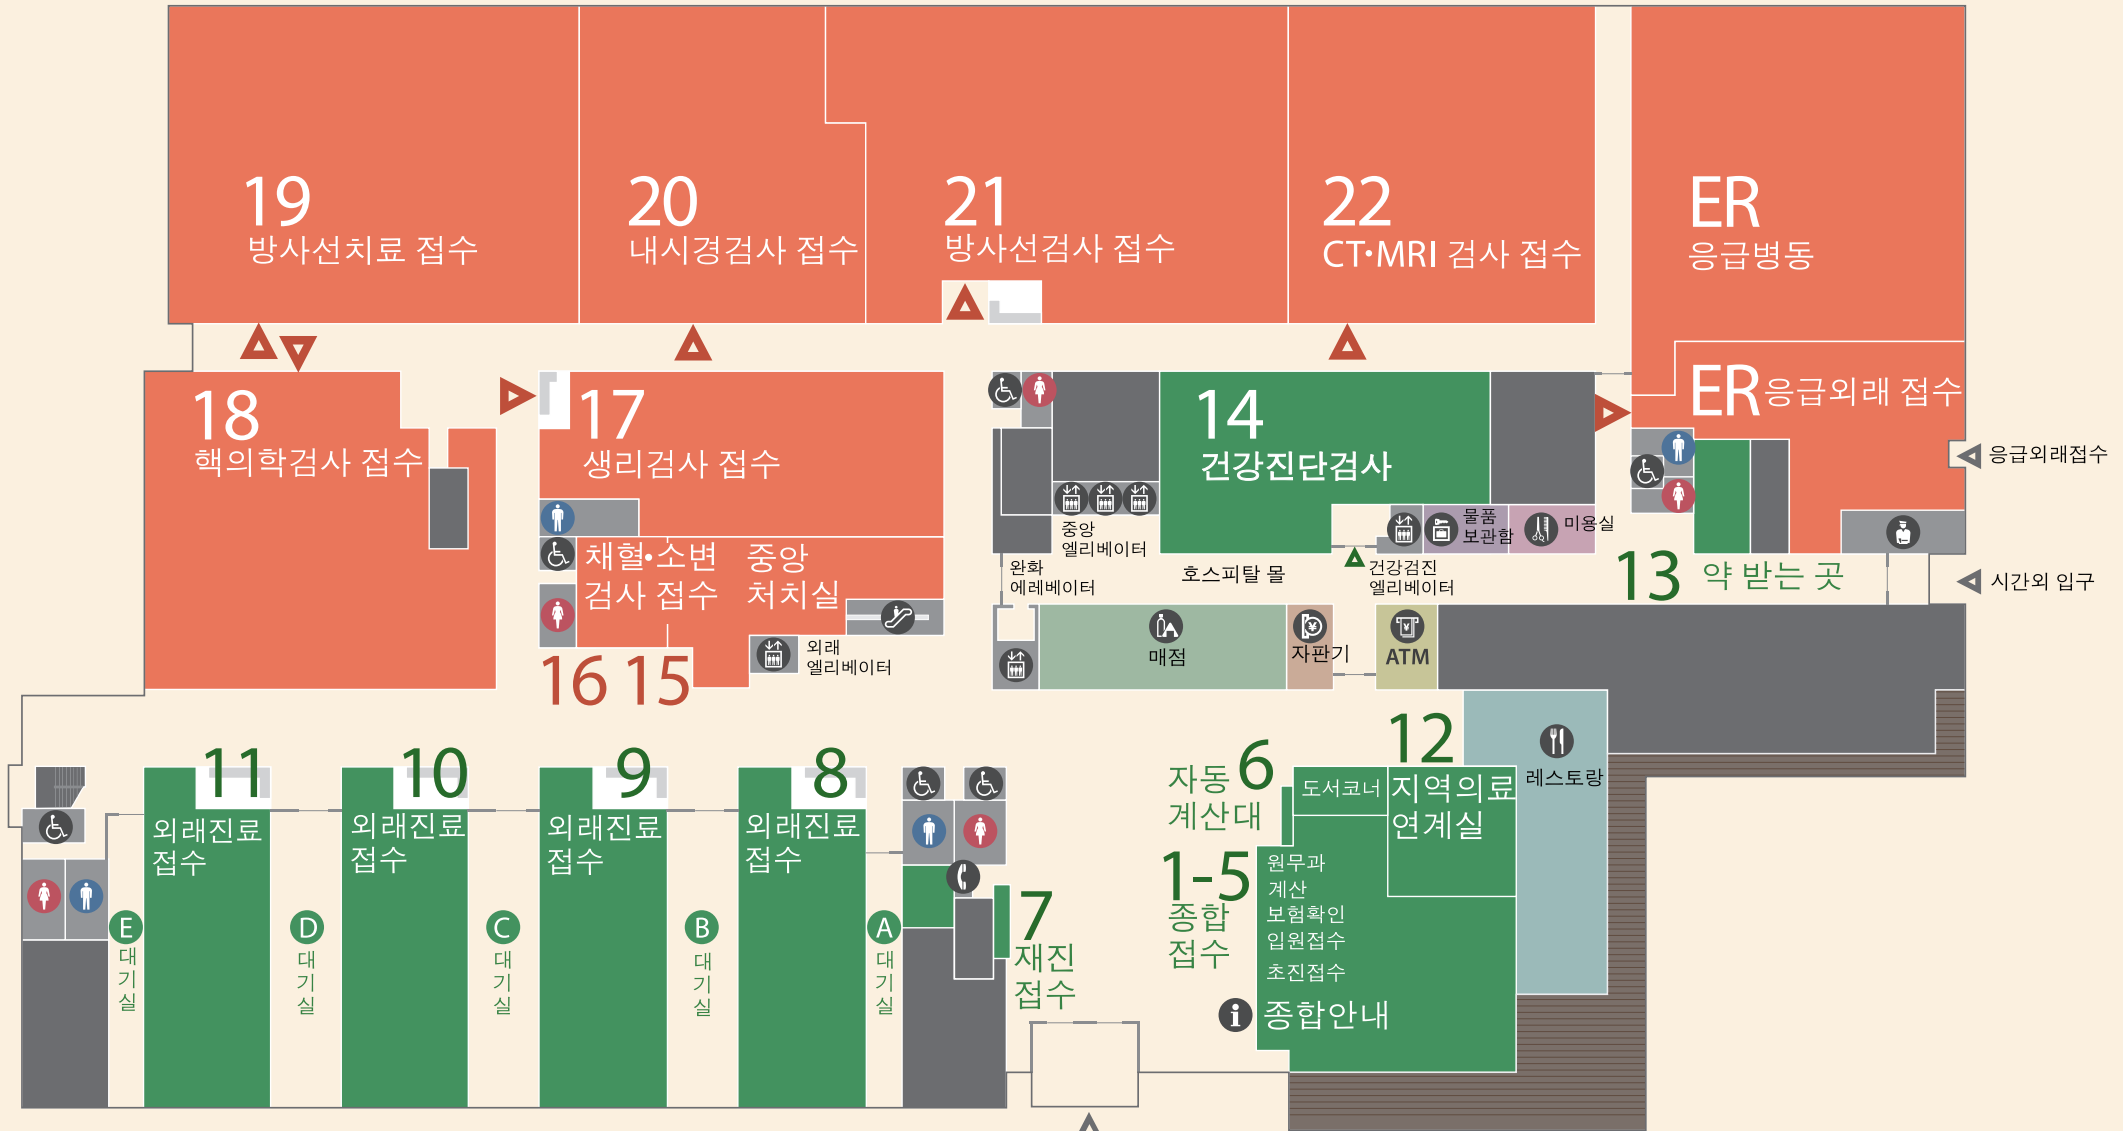 19
방사선치료 접수
20
내시경검사 접수
21
방사선검사 접수
22
CT•MRI 검사 접수
ER
응급병동
18
핵의학검사 접수
17
생리검사 접수
14
건강진단검사
ER 응급외래 접수
응급외래접수
물품
보관함
미용실
채혈•소변
검사 접수
중앙
처치실
중앙
엘리베이터
완화
에레베이터
호스피탈 몰
건강검진
엘리베이터
13 약 받는 곳
시간외 입구
16
15
외래
엘리베이터
매점
자판기
ATM
11
외래진료
접수
10
외래진료
접수
9
외래진료
접수
8
외래진료
접수
6
자동
계산대
도서코너
12
지역의료
연계실
레스토랑
1-5
종합
접수
원무과
계산
보험확인
입원접수
초진접수
종합안내
7
재진
접수
E
대
기
실
D
대
기
실
C
대
기
실
B
대
기
실
A
대
기
실